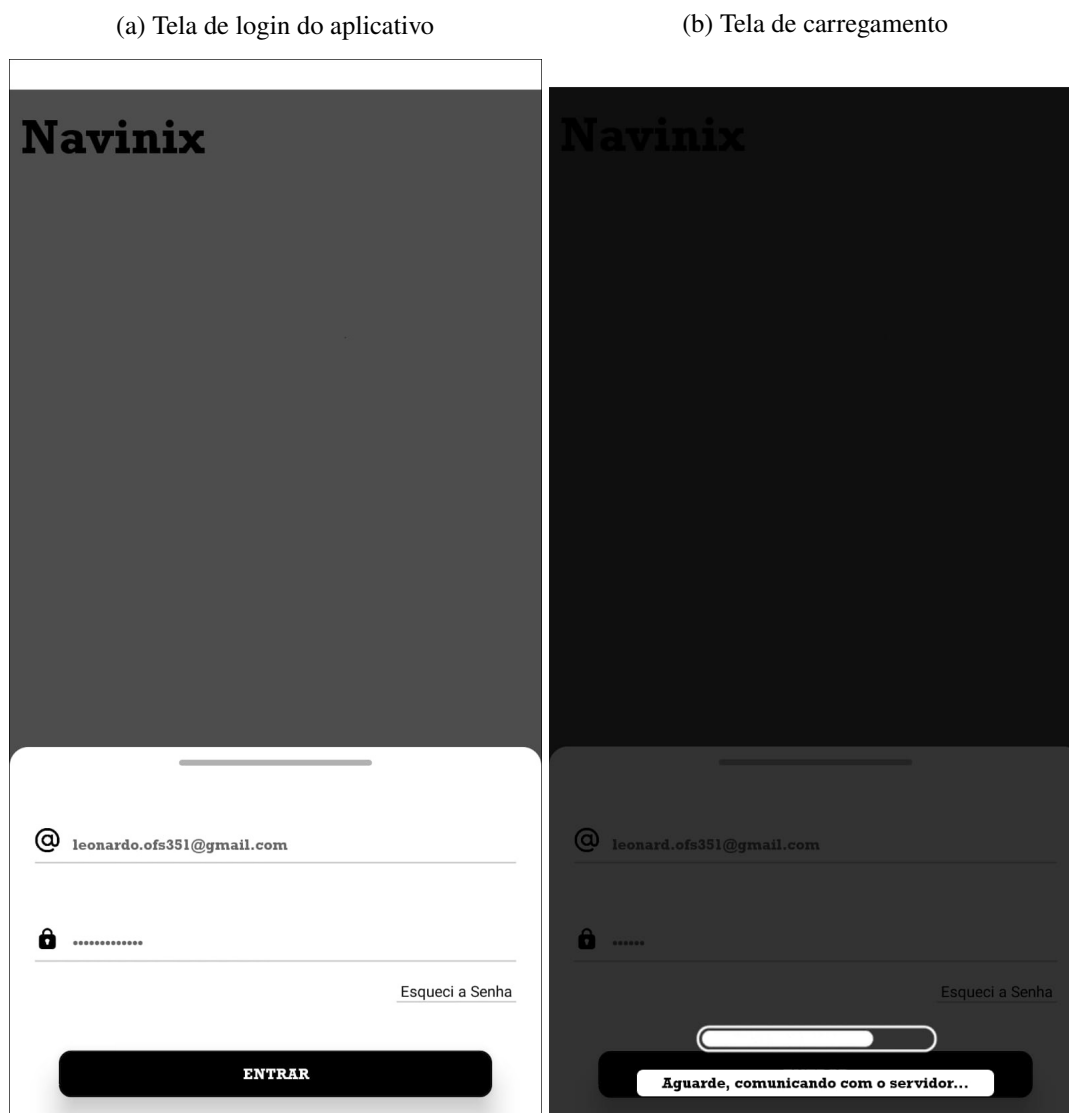 (a) Tela de login do aplicativo
Navinix
@ leonardo.ofs351@gmail.com
•••••••••••••
Esqueci a Senha
ENTRAR
(b) Tela de carregamento
Navinix
@ leonard.ofs351@gmail.com
••••••
Esqueci a Senha
Aguarde, comunicando com o servidor...